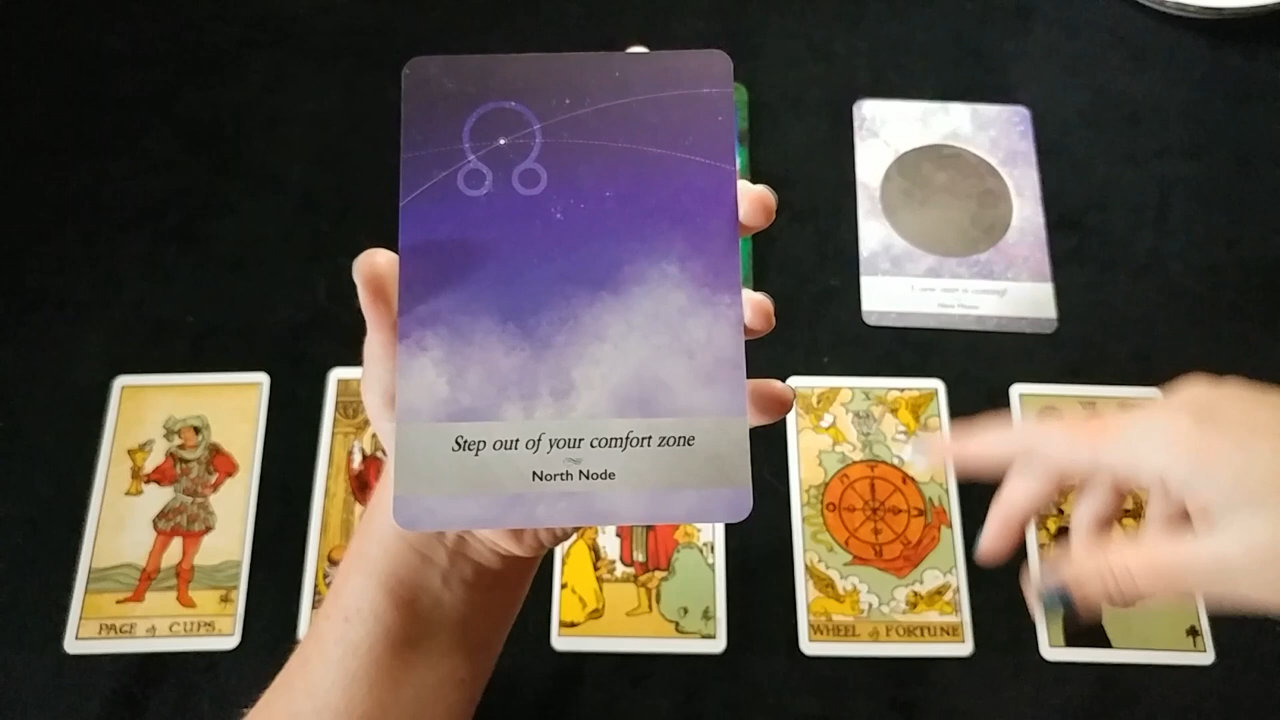 Step out of your comfort zone
North Node
PAGE of CUPS.
X
WHEEL of FORTUNE